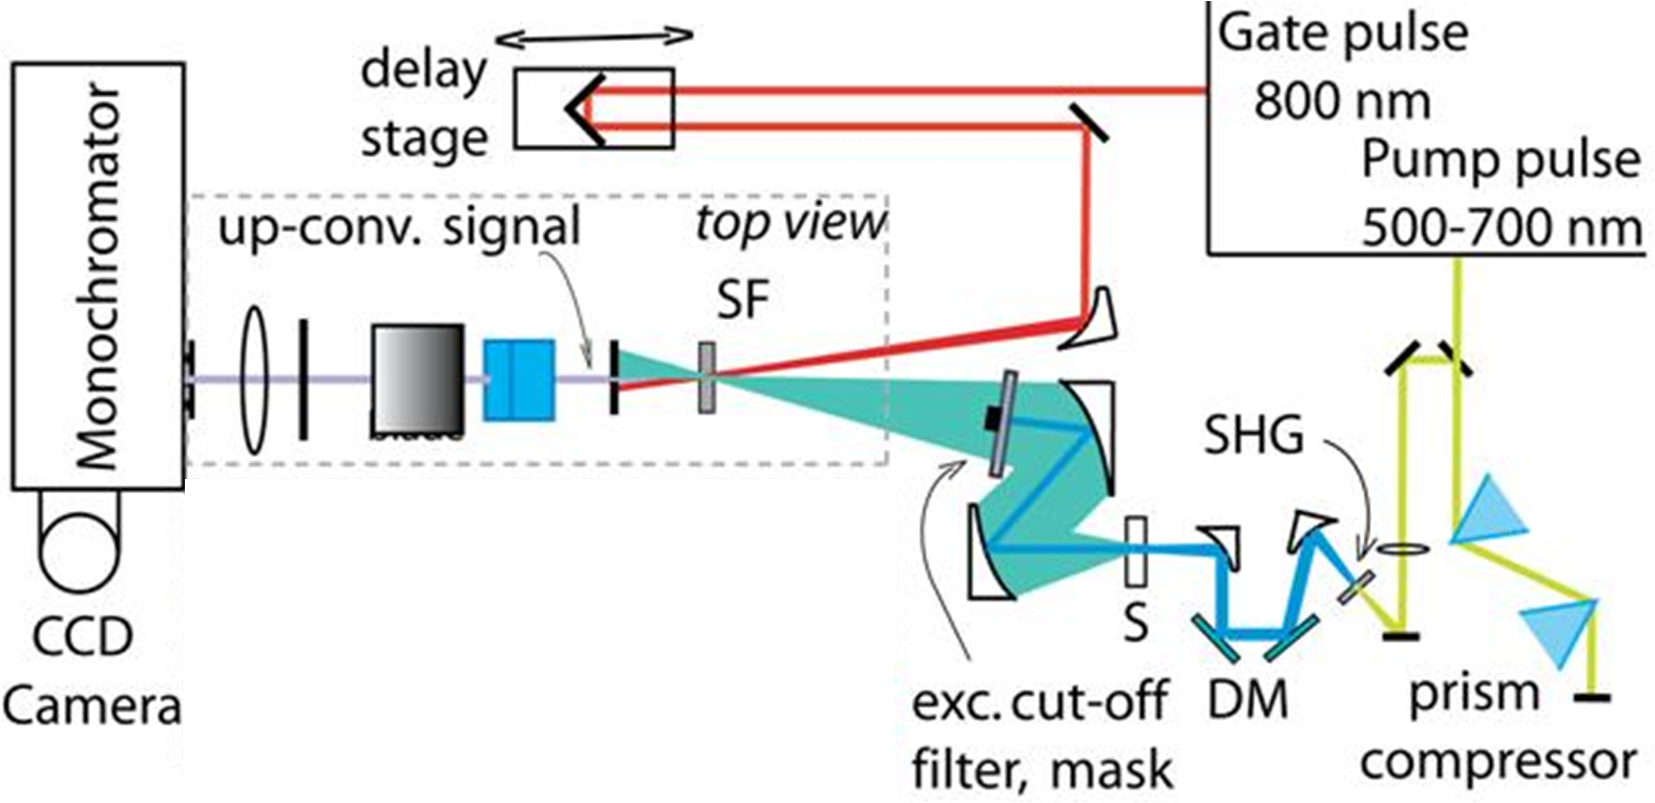 Gate pulse
800 nm
Pump pulse
500-700 nm
delay
stage
Monochromator
up-conv. signal
top view
SF
SHG
S
CCD
Camera
exc. cut-off
filter, mask
DM
prism
compressor